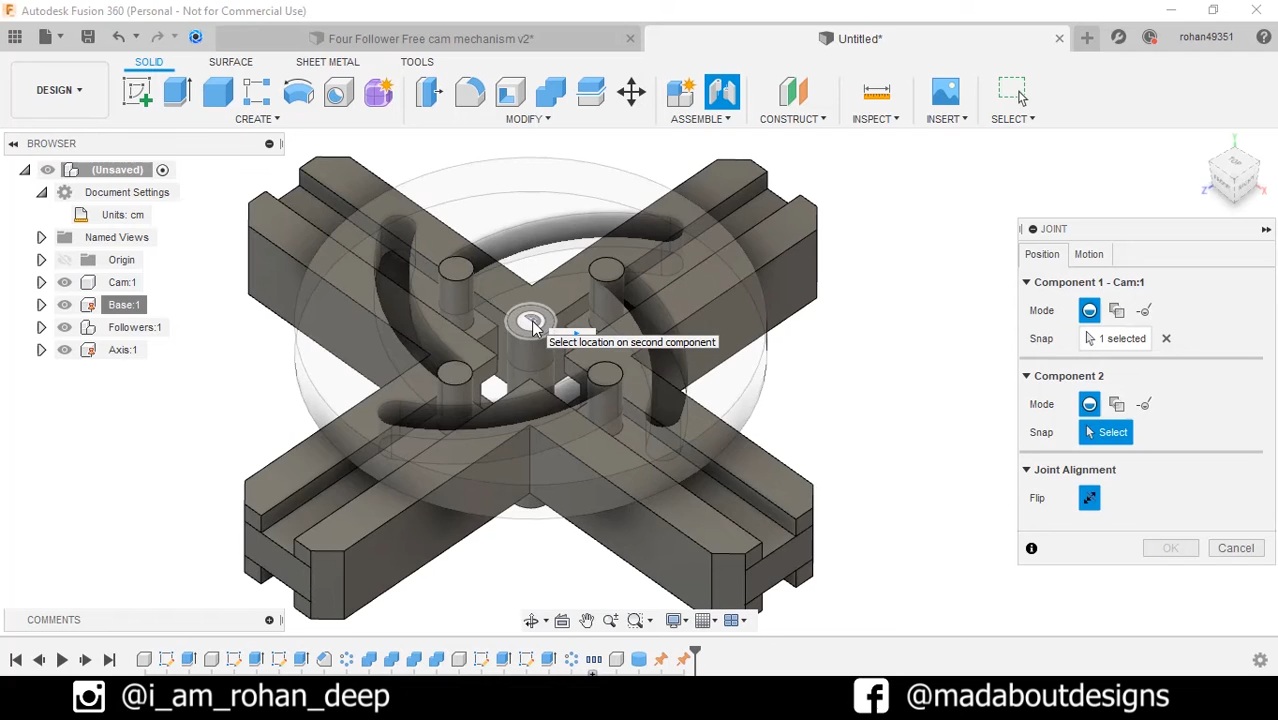 Autodesk Fusion 360 (Personal - Not for Commercial Use)
Four Follower Free cam mechanism v2*
Untitled*
rohan49351
SOLID
SURFACE
SHEET METAL
TOOLS
DESIGN
CREATE
MODIFY
ASSEMBLE
CONSTRUCT
INSPECT
INSERT
SELECT
BROWSER
(Unsaved)
Document Settings
Units: cm
Named Views
Origin
Cam:1
Base:1
Followers:1
Axis:1
TOP
Y
Z
X
JOINT
Position
Motion
Component 1 - Cam:1
Mode
Snap
1 selected
Component 2
Mode
Snap
Select
Joint Alignment
Flip
OK
Cancel
Select location on second component
COMMENTS
@i_am_rohan_deep
@madaboutdesigns